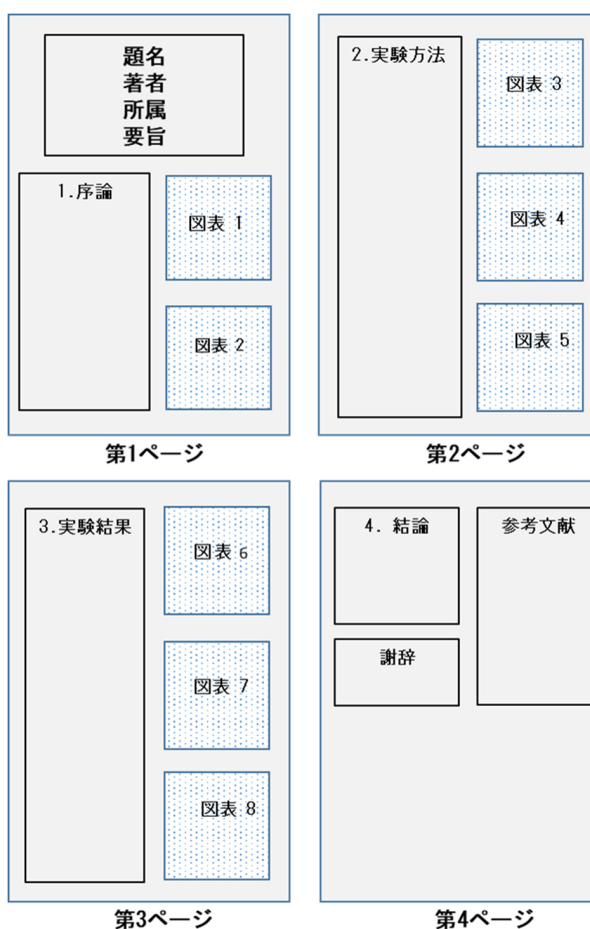 題名
著者
所属
要旨
1.序論
図表 1
図表 2
第1ページ
2.実験方法
図表 3
図表 4
図表 5
第2ページ
3.実験結果
図表 6
図表 7
図表 8
第3ページ
4. 結論
謝辞
参考文献
第4ページ